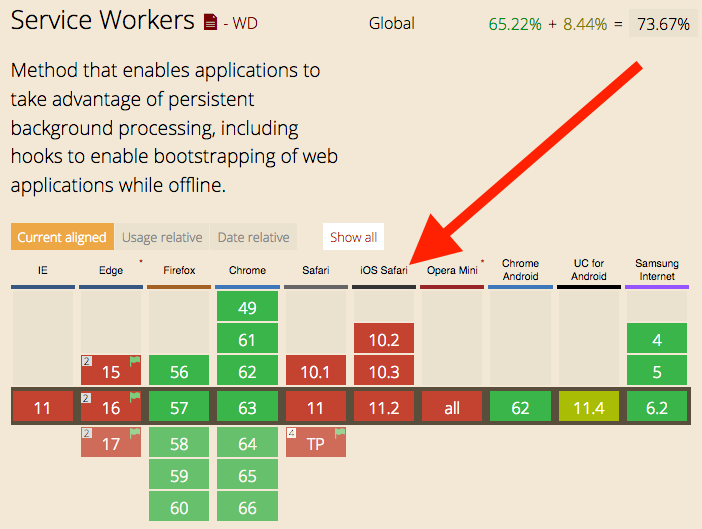 Service Workers - WD Global 65.22% + 8.44% = 73.67%
Method that enables applications to
take advantage of persistent
background processing, including
hooks to enable bootstrapping of web
applications while offline.
Current aligned Usage relative Date relative Show all
IE Edge * Firefox Chrome Safari iOS Safari Opera Mini * Chrome Android UC for Android Samsung Internet
49
61 10.2 4
2 15 56 62 10.1 10.3 5
11 2 16 57 63 11 11.2 all 62 11.4 6.2
2 17 58 64 4 TP
59 65
60 66